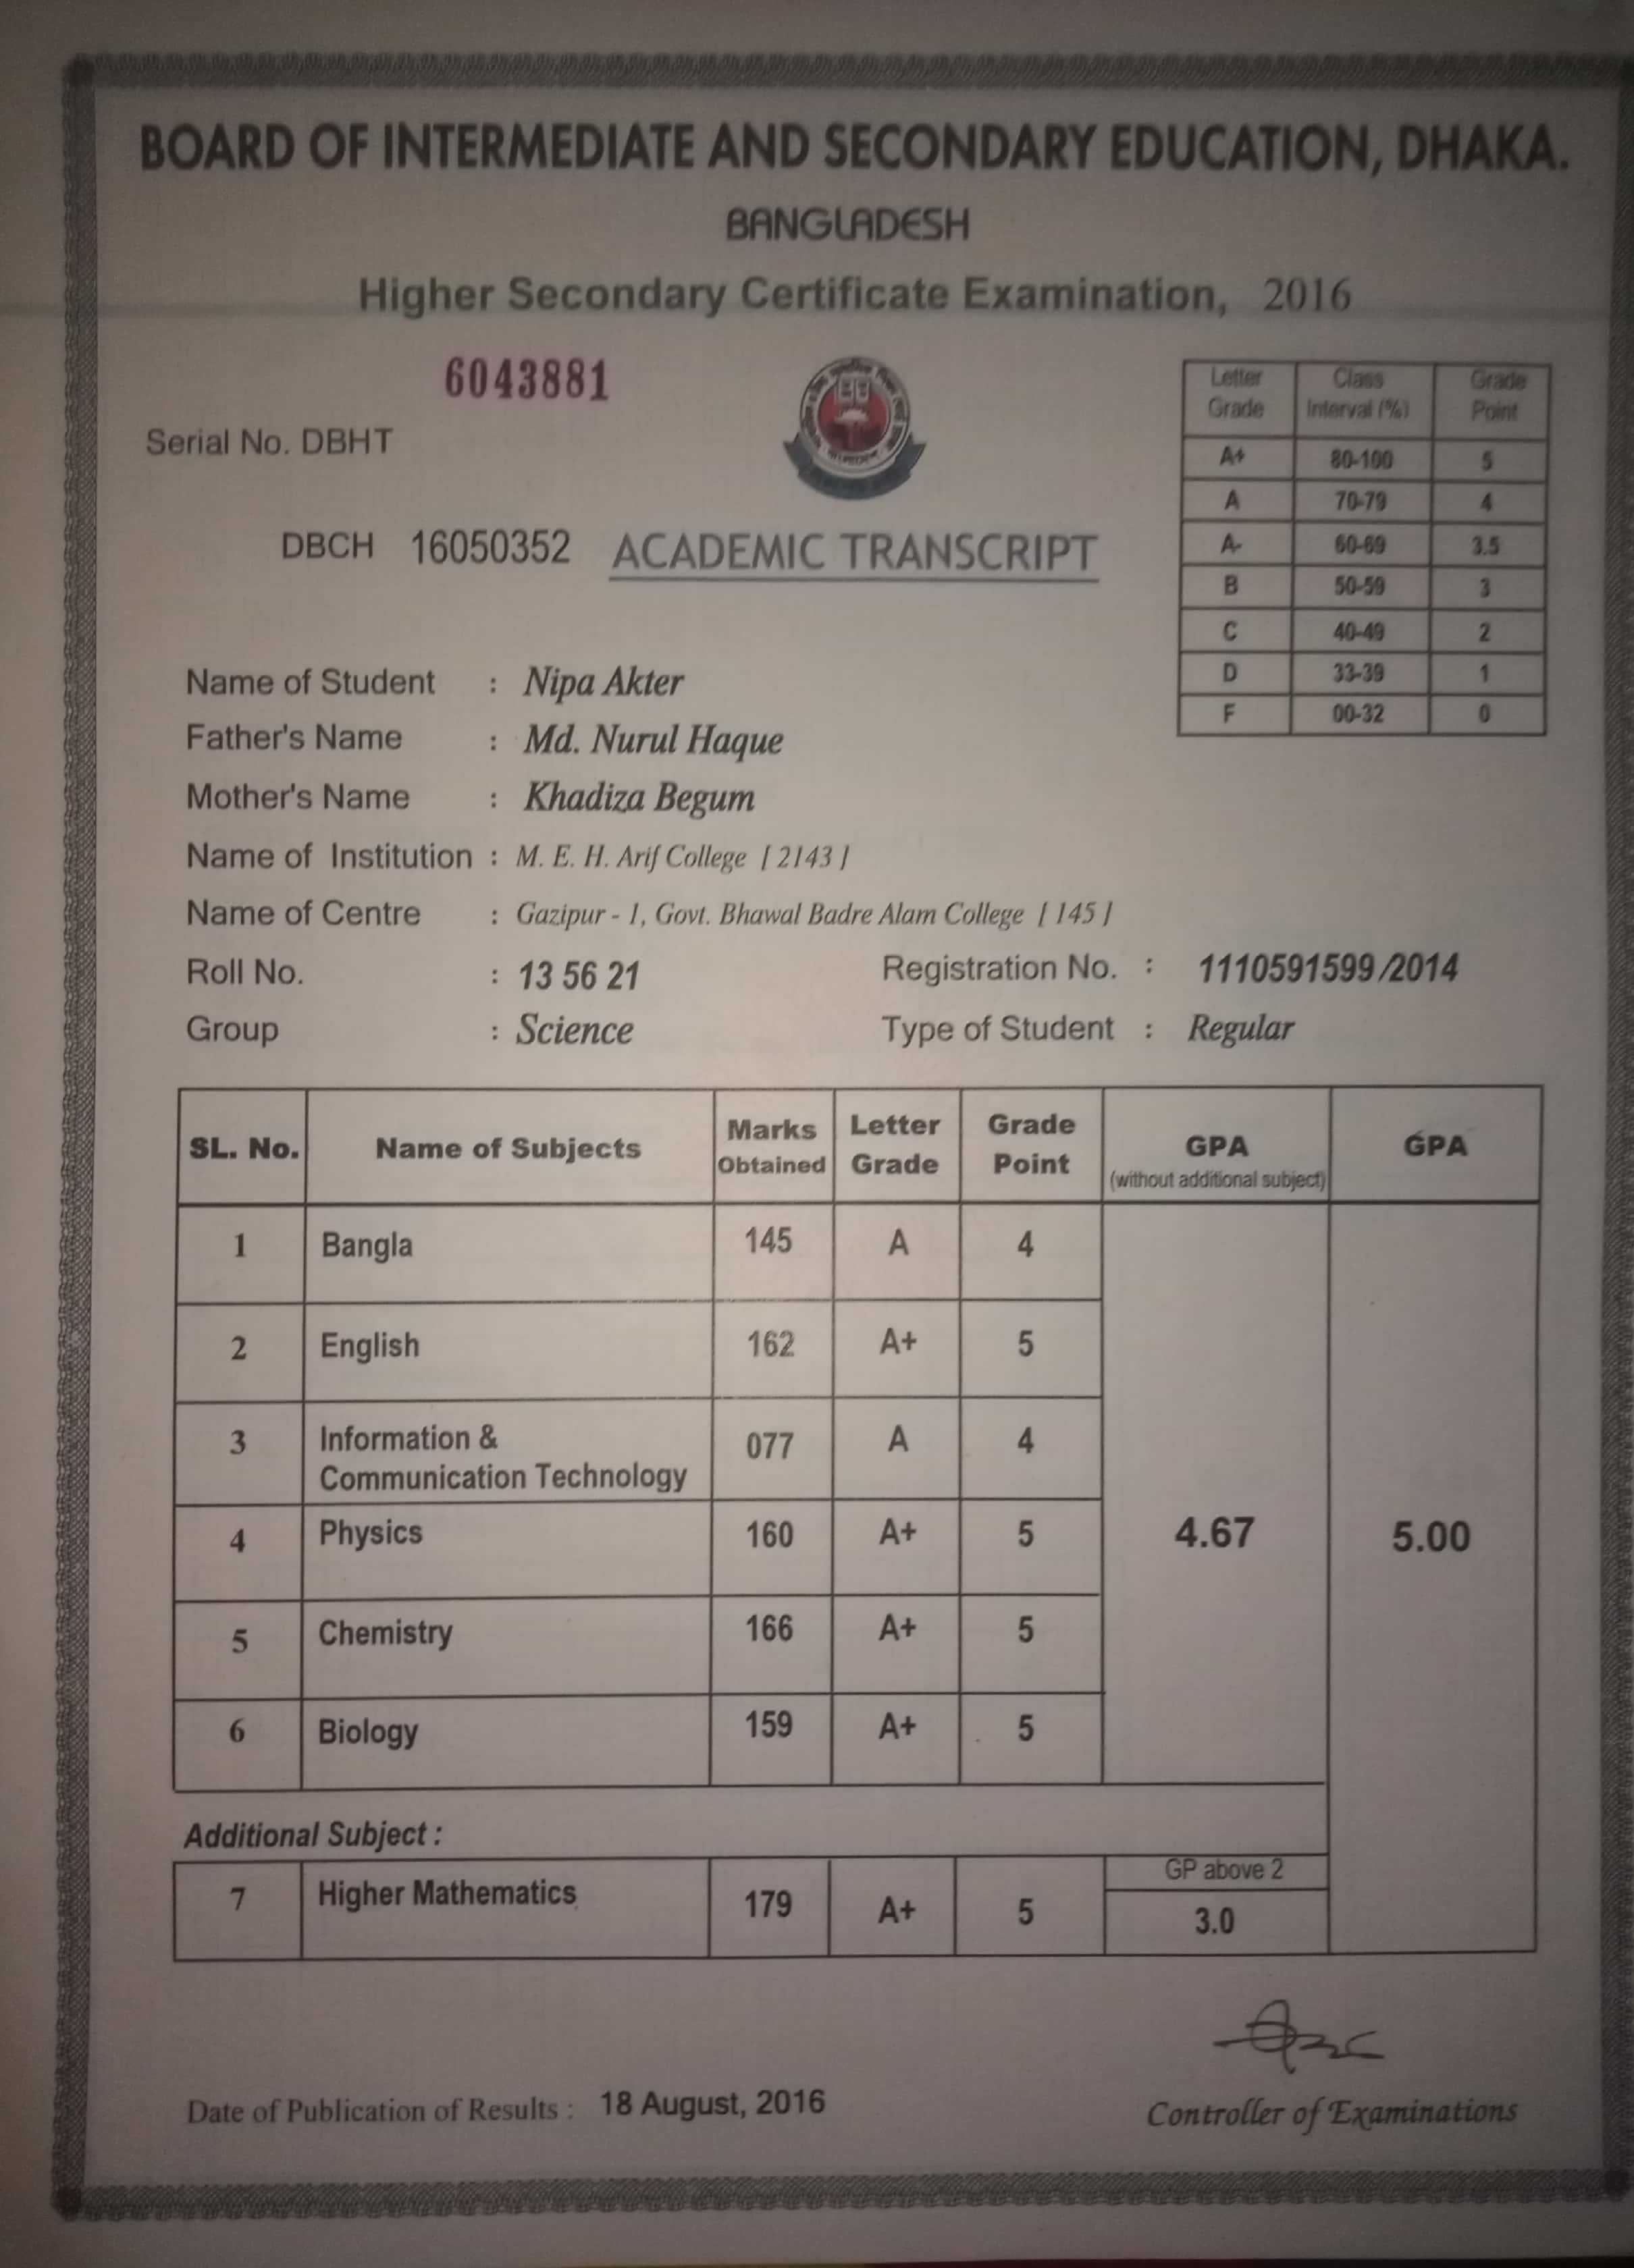 BOARD OF INTERMEDIATE AND SECONDARY EDUCATION, DHAKA.
BANGLADESH
Higher Secondary Certificate Examination, 2016
6043881
Serial No. DBHT
DBCH 16050352 ACADEMIC TRANSCRIPT
Letter Grade Class Interval (%) Grade Point
A+ 80-100 5
A 70-79 4
A- 60-69 3.5
B 50-59 3
C 40-49 2
D 33-39 1
F 00-32 0
Name of Student : Nipa Akter
Father's Name : Md. Nurul Haque
Mother's Name : Khadiza Begum
Name of Institution : M. E. H. Arif College [ 2143 ]
Name of Centre : Gazipur - 1, Govt. Bhawal Badre Alam College [ 145 ]
Roll No. : 13 56 21 Registration No. : 1110591599/2014
Group : Science Type of Student : Regular
SL. No. Name of Subjects Marks Obtained Letter Grade Grade Point GPA (without additional subject) GPA
1 Bangla 145 A 4
2 English 162 A+ 5
3 Information & Communication Technology 077 A 4
4 Physics 160 A+ 5 4.67 5.00
5 Chemistry 166 A+ 5
6 Biology 159 A+ 5
Additional Subject :
7 Higher Mathematics 179 A+ 5 GP above 2 3.0
Date of Publication of Results : 18 August, 2016
Controller of Examinations